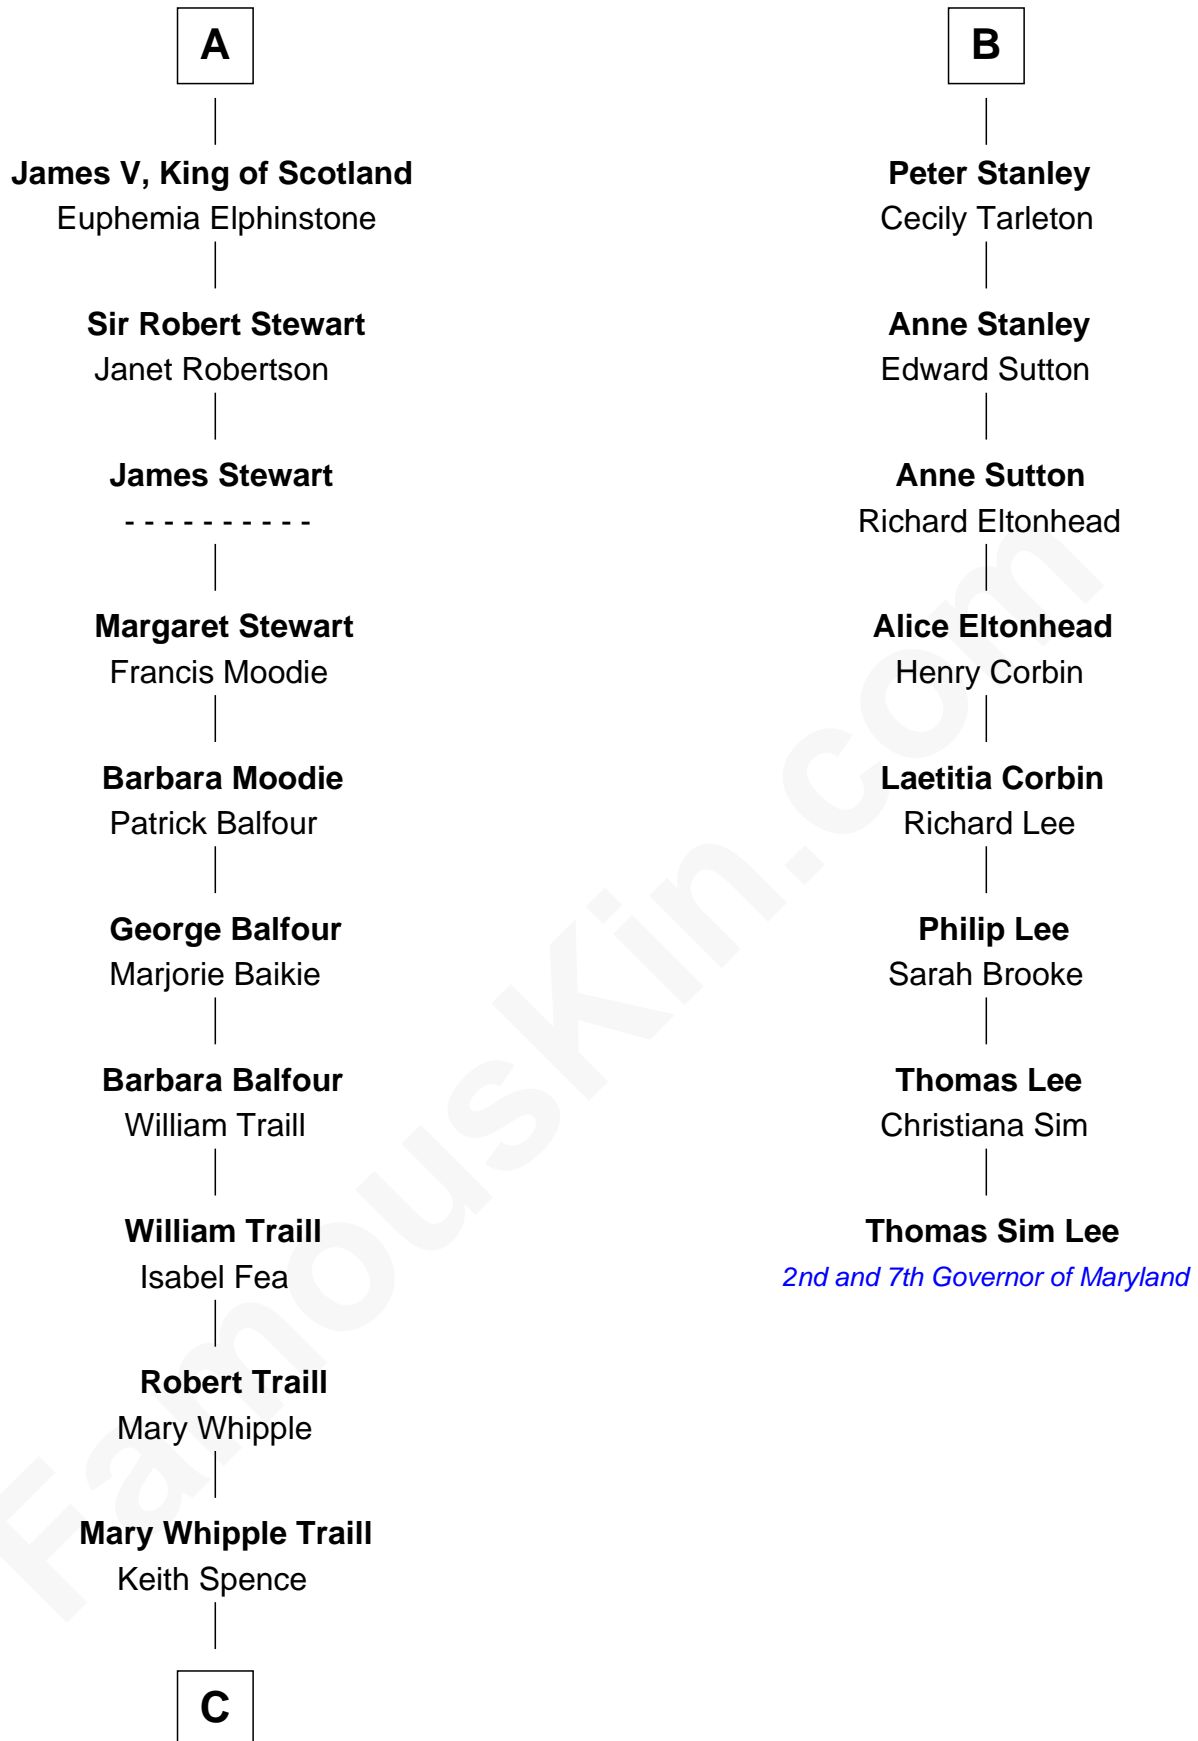 A
James V, King of Scotland
Euphemia Elphinstone
Sir Robert Stewart
Janet Robertson
James Stewart
- - - - - - - - - -
Margaret Stewart
Francis Moodie
Barbara Moodie
Patrick Balfour
George Balfour
Marjorie Baikie
Barbara Balfour
William Traill
William Traill
Isabel Fea
Robert Traill
Mary Whipple
Mary Whipple Traill
Keith Spence
C
B
Peter Stanley
Cecily Tarleton
Anne Stanley
Edward Sutton
Anne Sutton
Richard Eltonhead
Alice Eltonhead
Henry Corbin
Laetitia Corbin
Richard Lee
Philip Lee
Sarah Brooke
Thomas Lee
Christiana Sim
Thomas Sim Lee
2nd and 7th Governor of Maryland
FamousKin.com